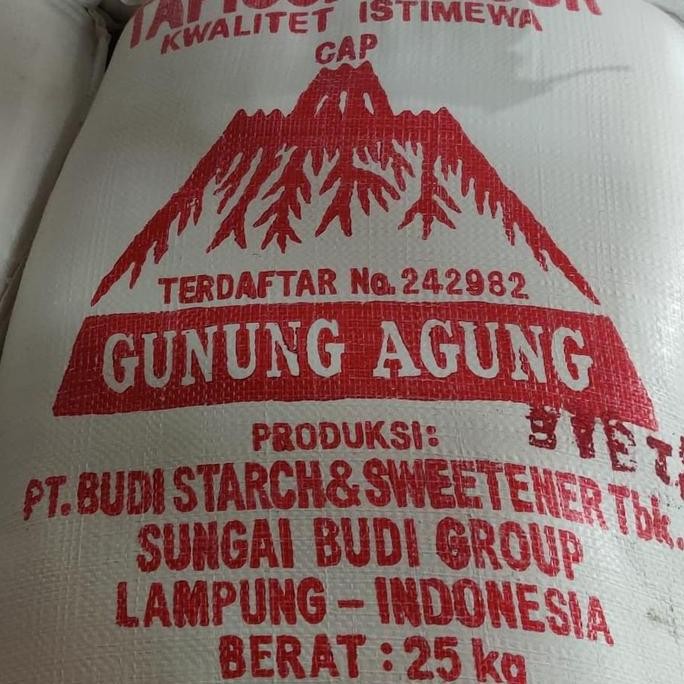 KWALITET ISTIMEWA
CAP
TERDAFTAR No. 242982
GUNUNG AGUNG
PRODUKSI:
PT. BUDI STARCH & SWEETENER Tbk.
SUNGAI BUDI GROUP
LAMPUNG – INDONESIA
BERAT : 25 kg